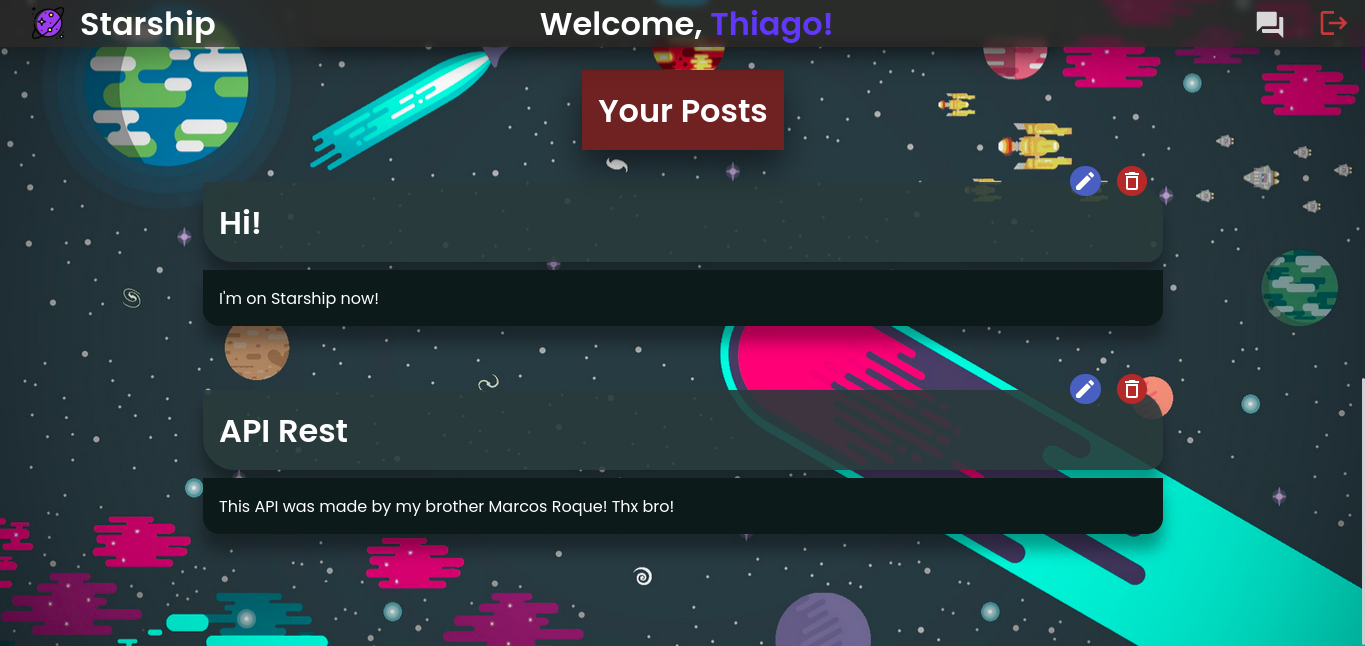 Starship
Welcome, Thiago!
Your Posts
Hi!
I'm on Starship now!
API Rest
This API was made by my brother Marcos Roque! Thx bro!